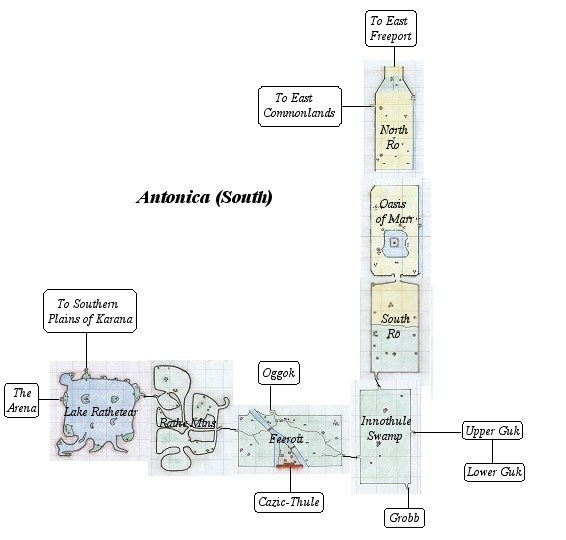 To East
Freeport
To East
Commonlands
North
Ro
Antonica (South)
Oasis
of Marr
To Southern
Plains of Karana
South
Ro
Oggok
The
Arena
Lake Rathetear
Rathe Mtns
Feerott
Innothule
Swamp
Upper Guk
Lower Guk
Cazic-Thule
Grobb